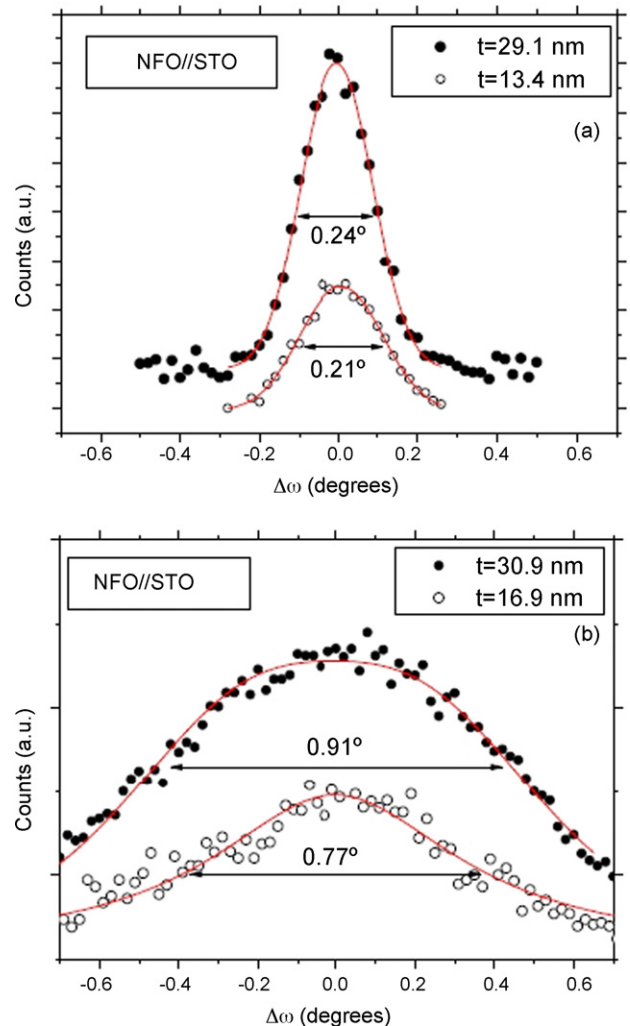 NFO//STO
t=29.1 nm
t=13.4 nm
(a)
Counts (a.u.)
0.24º
0.21º
-0.6 -0.4 -0.2 0.0 0.2 0.4 0.6
Δω (degrees)
NFO//STO
t=30.9 nm
t=16.9 nm
(b)
Counts (a.u.)
0.91º
0.77º
-0.6 -0.4 -0.2 0.0 0.2 0.4 0.6
Δω (degrees)